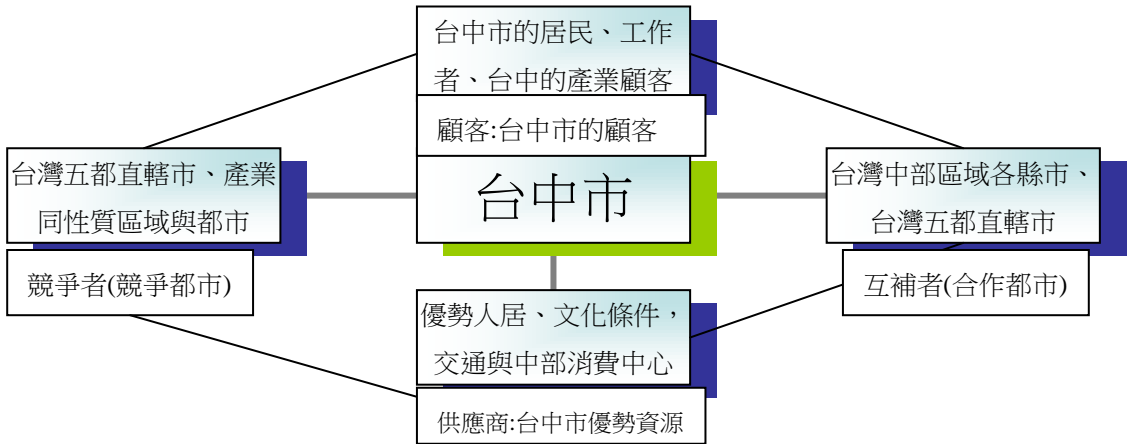 台中市的居民、工作
者、台中的產業顧客
顧客:台中市的顧客
台灣五都直轄市、產業
同性質區域與都市
競爭者(競爭都市)
台中市
台灣中部區域各縣市、
台灣五都直轄市
互補者(合作都市)
優勢人居、文化條件，
交通與中部消費中心
供應商:台中市優勢資源